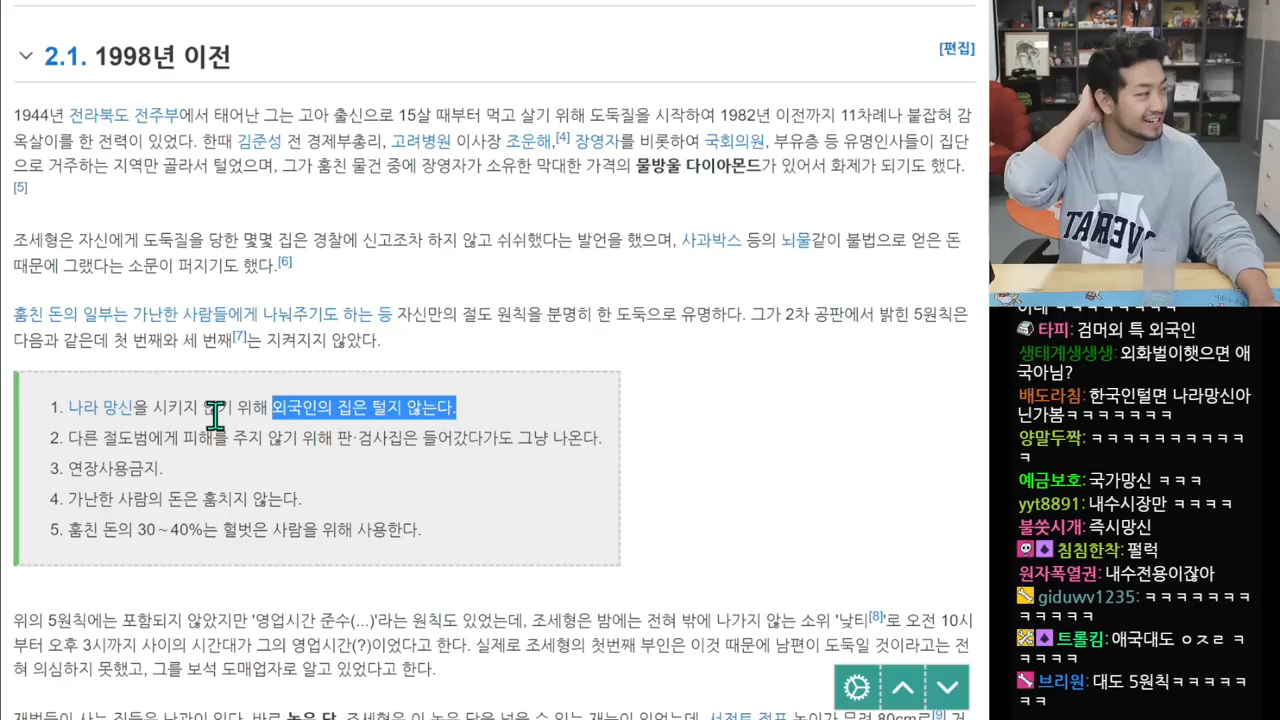 2.1. 1998년 이전
[편집]
1944년 전라북도 전주부에서 태어난 그는 고아 출신으로 15살 때부터 먹고 살기 위해 도둑질을 시작하여 1982년 이전까지 11차례나 붙잡혀 감
옥살이를 한 전력이 있었다. 한때 김준성 전 경제부총리, 고려병원 이사장 조운해,[4] 장영자를 비롯하여 국회의원, 부유층 등 유명인사들이 집단
으로 거주하는 지역만 골라서 털었으며, 그가 훔친 물건 중에 장영자가 소유한 막대한 가격의 물방울 다이아몬드가 있어서 화제가 되기도 했다.
[5]
조세형은 자신에게 도둑질을 당한 몇몇 집은 경찰에 신고조차 하지 않고 쉬쉬했다는 발언을 했으며, 사과박스 등의 뇌물같이 불법으로 얻은 돈
때문에 그랬다는 소문이 퍼지기도 했다.[6]
훔친 돈의 일부는 가난한 사람들에게 나눠주기도 하는 등 자신만의 절도 원칙을 분명히 한 도둑으로 유명하다. 그가 2차 공판에서 밝힌 5원칙은
다음과 같은데 첫 번째와 세 번째[7]는 지켜지지 않았다.
1. 나라 망신을 시키지 않기 위해 외국인의 집은 털지 않는다.
2. 다른 절도범에게 피해를 주지 않기 위해 판·검사집은 들어갔다가도 그냥 나온다.
3. 연장사용금지.
4. 가난한 사람의 돈은 훔치지 않는다.
5. 훔친 돈의 30~40%는 헐벗은 사람을 위해 사용한다.
위의 5원칙에는 포함되지 않았지만 '영업시간 준수(...)'라는 원칙도 있었는데, 조세형은 밤에는 전혀 밖에 나가지 않는 소위 '낮티[8]'로 오전 10시
부터 오후 3시까지 사이의 시간대가 그의 영업시간(?)이었다고 한다. 실제로 조세형의 첫번째 부인은 이것 때문에 남편이 도둑일 것이라고는 전
혀 의심하지 못했고, 그를 보석 도매업자로 알고 있었다고 한다.
OVERAT
타피: 검머외 특 외국인
생태계생생생: 외화벌이햇으면 애
국아님?
배도라침: 한국인털면 나라망신아
닌가봄ㅋㅋㅋㅋㅋㅋㅋ
양말두짝: ㅋㅋㅋㅋㅋㅋㅋㅋㅋㅋ
ㅋ
예금보호: 국가망신 ㅋㅋㅋ
yyt8891: 내수시장만 ㅋㅋㅋㅋ
불쏫시개: 즉시망신
침침한착: 펄럭
원자폭열권: 내수전용이잖아
giduwv1235: ㅋㅋㅋㅋㅋㅋㅋ
ㅋㅋㅋㅋㅋ
트롤킴: 애국대도 ㅇㅈㄹ ㅋ
ㅋㅋㅋㅋ
브리원: 대도 5원칙ㅋㅋㅋㅋㅋ
ㅋㅋ